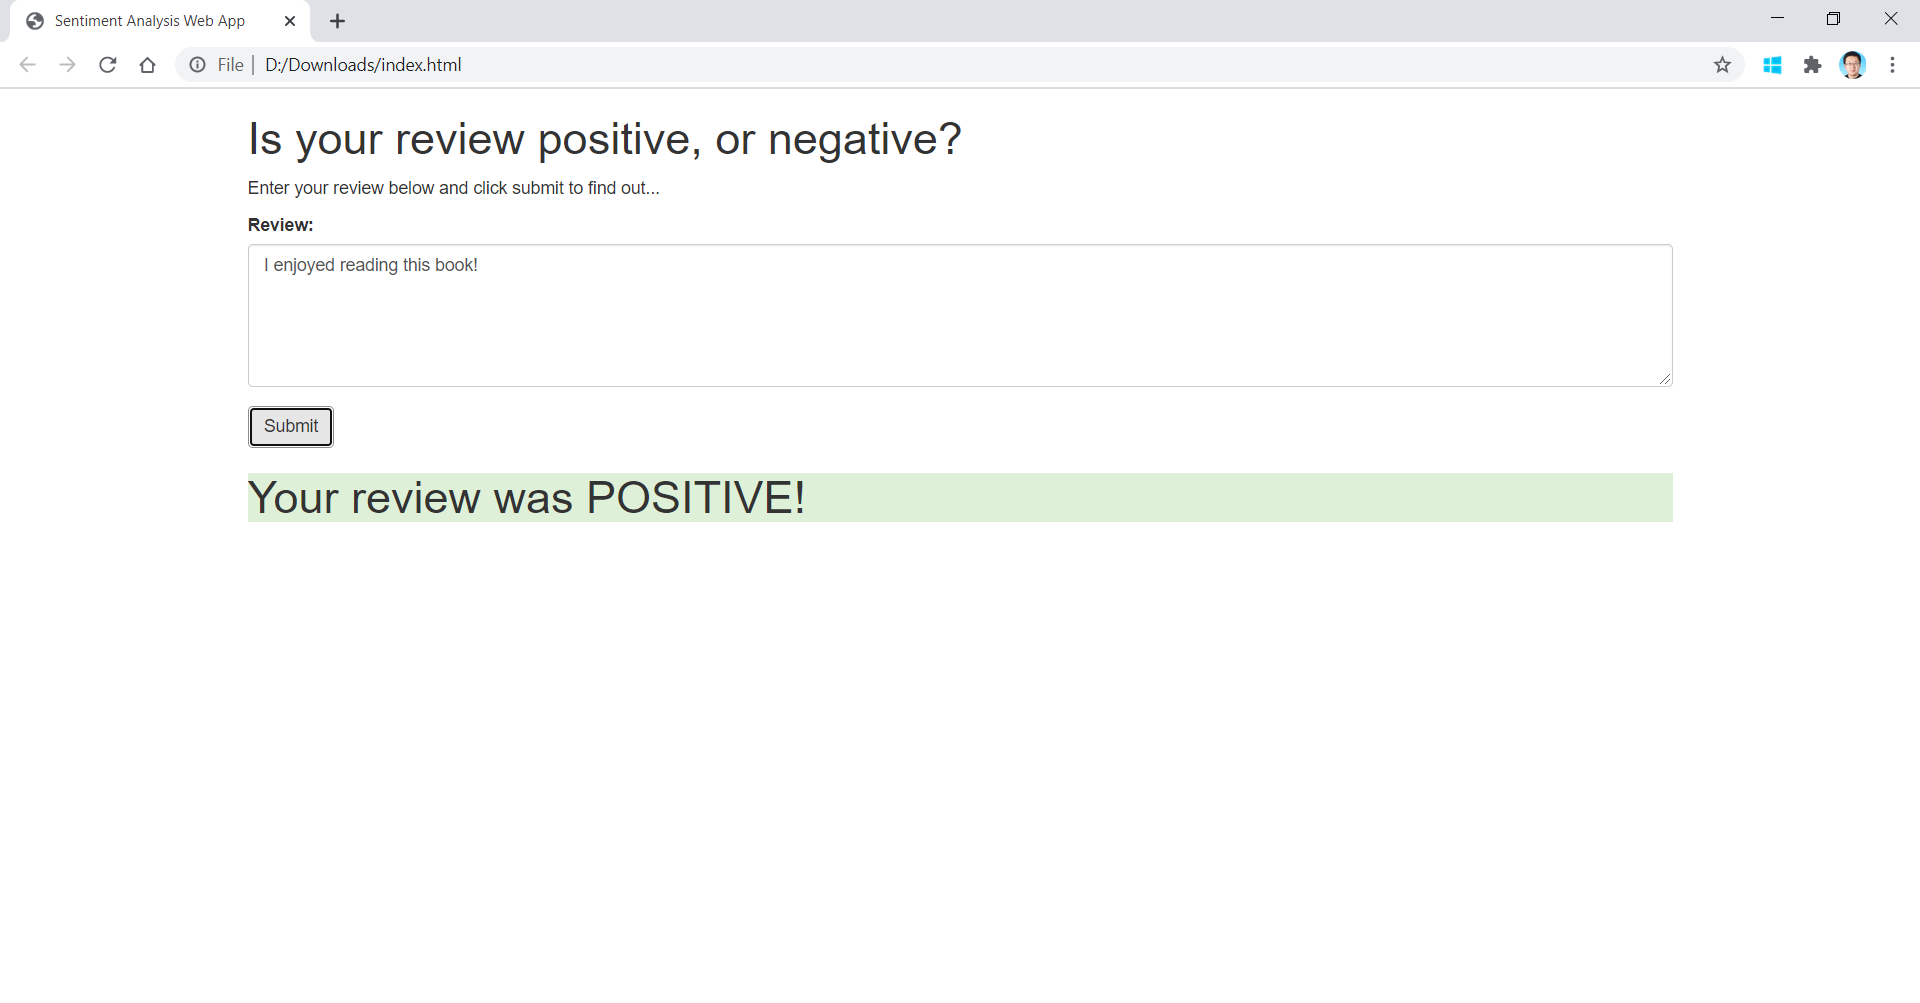 Sentiment Analysis Web App
File D:/Downloads/index.html
Is your review positive, or negative?
Enter your review below and click submit to find out...
Review:
I enjoyed reading this book!
Submit
Your review was POSITIVE!